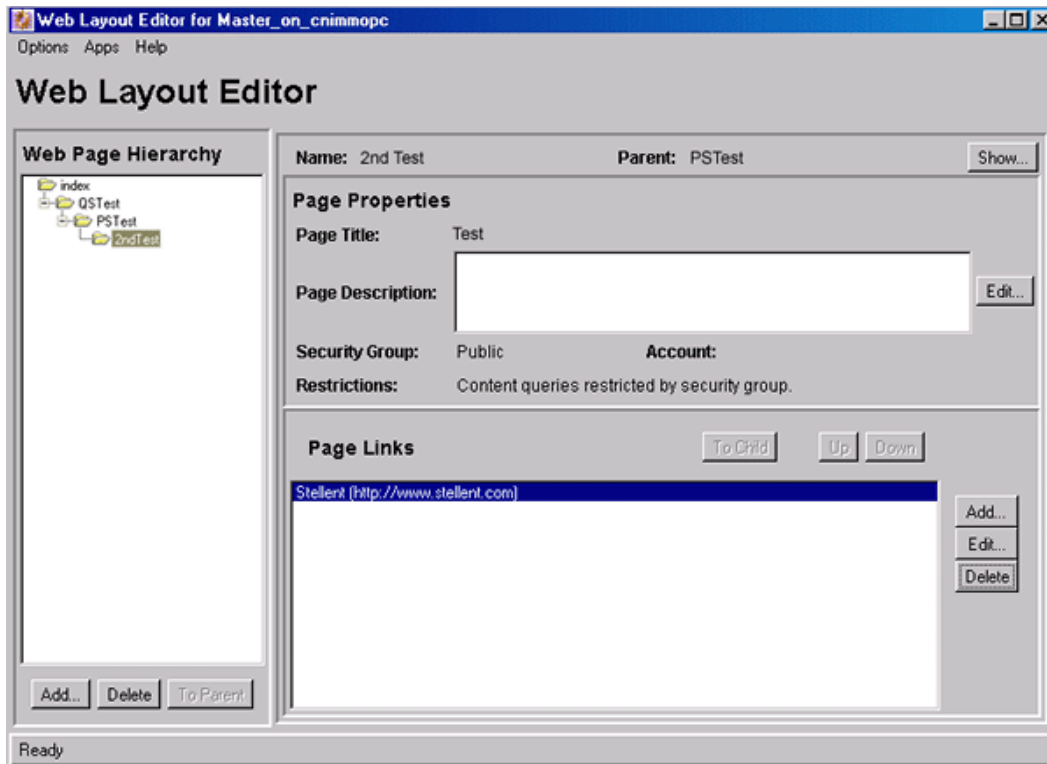 Web Layout Editor for Master_on_cnimmopc
Options Apps Help
Web Layout Editor
Web Page Hierarchy
index
QSTest
PSTest
2ndTest
Add... Delete To Parent
Name: 2nd Test Parent: PSTest Show...
Page Properties
Page Title: Test
Page Description: Edit...
Security Group: Public Account:
Restrictions: Content queries restricted by security group.
Page Links To Child Up Down
Stellent (http://www.stellent.com)
Add...
Edit...
Delete
Ready